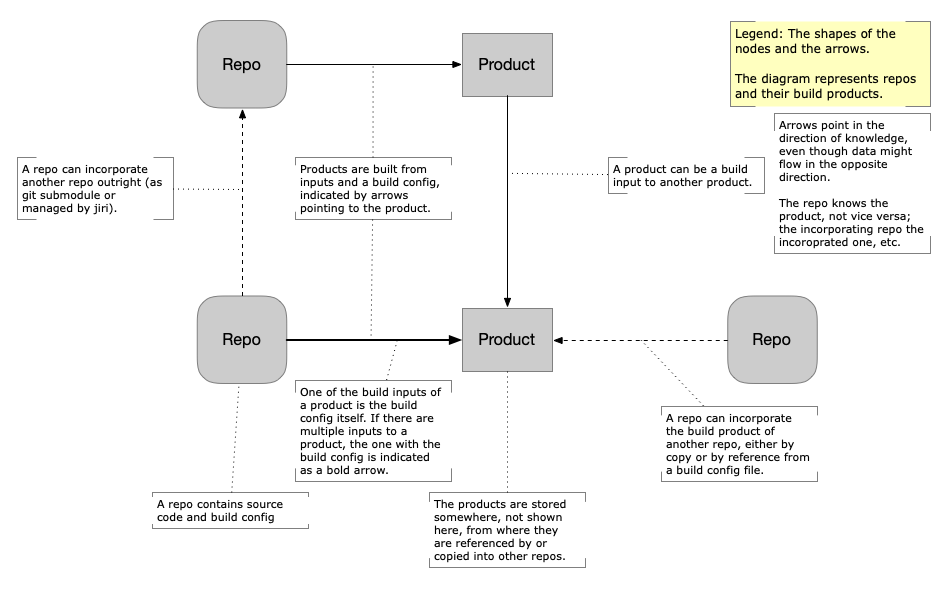 Repo
Product
Legend: The shapes of the
nodes and the arrows.
The diagram represents repos
and their build products.
Arrows point in the
direction of knowledge,
even though data might
flow in the opposite
direction.
The repo knows the
product, not vice versa;
the incorporating repo the
incoroprated one, etc.
A repo can incorporate
another repo outright (as
git submodule or
managed by jiri).
Products are built from
inputs and a build config,
indicated by arrows
pointing to the product.
A product can be a build
input to another product.
Repo
Product
Repo
One of the build inputs of
a product is the build
config itself. If there are
multiple inputs to a
product, the one with the
build config is indicated
as a bold arrow.
A repo can incorporate
the build product of
another repo, either by
copy or by reference from
a build config file.
A repo contains source
code and build config
The products are stored
somewhere, not shown
here, from where they
are referenced by or
copied into other repos.